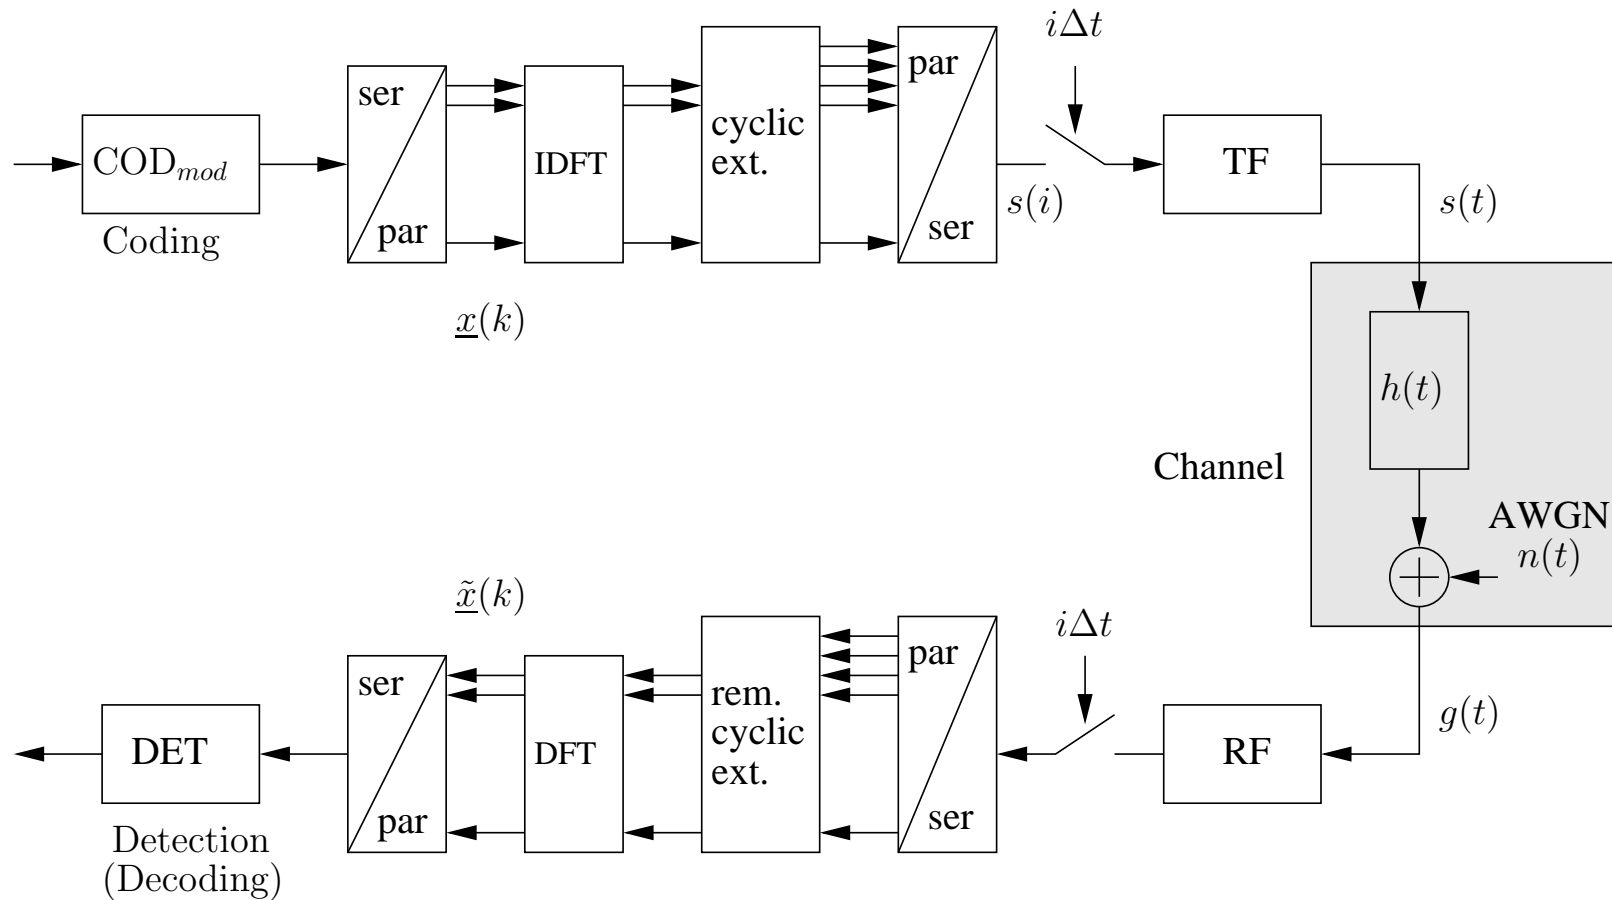 iΔt
ser
par
cyclic
ext.
par
COD_mod
IDFT
TF
s(i)
s(t)
par
ser
Coding
x(k)
h(t)
Channel
AWGN
n(t)
x̃(k)
iΔt
ser
rem.
cyclic
ext.
par
g(t)
DET
DFT
RF
par
ser
Detection
(Decoding)